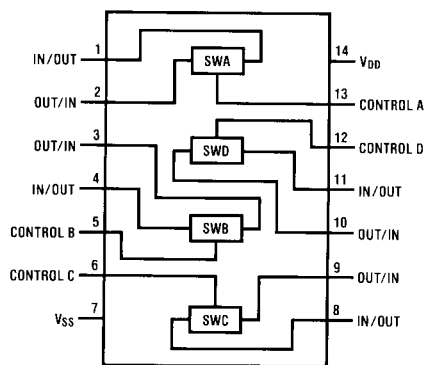 IN/OUT 1
OUT/IN 2
OUT/IN 3
IN/OUT 4
CONTROL B 5
CONTROL C 6
VSS 7
SWA
SWD
SWB
SWC
14 VDD
13 CONTROL A
12 CONTROL D
11 IN/OUT
10 OUT/IN
9 OUT/IN
8 IN/OUT